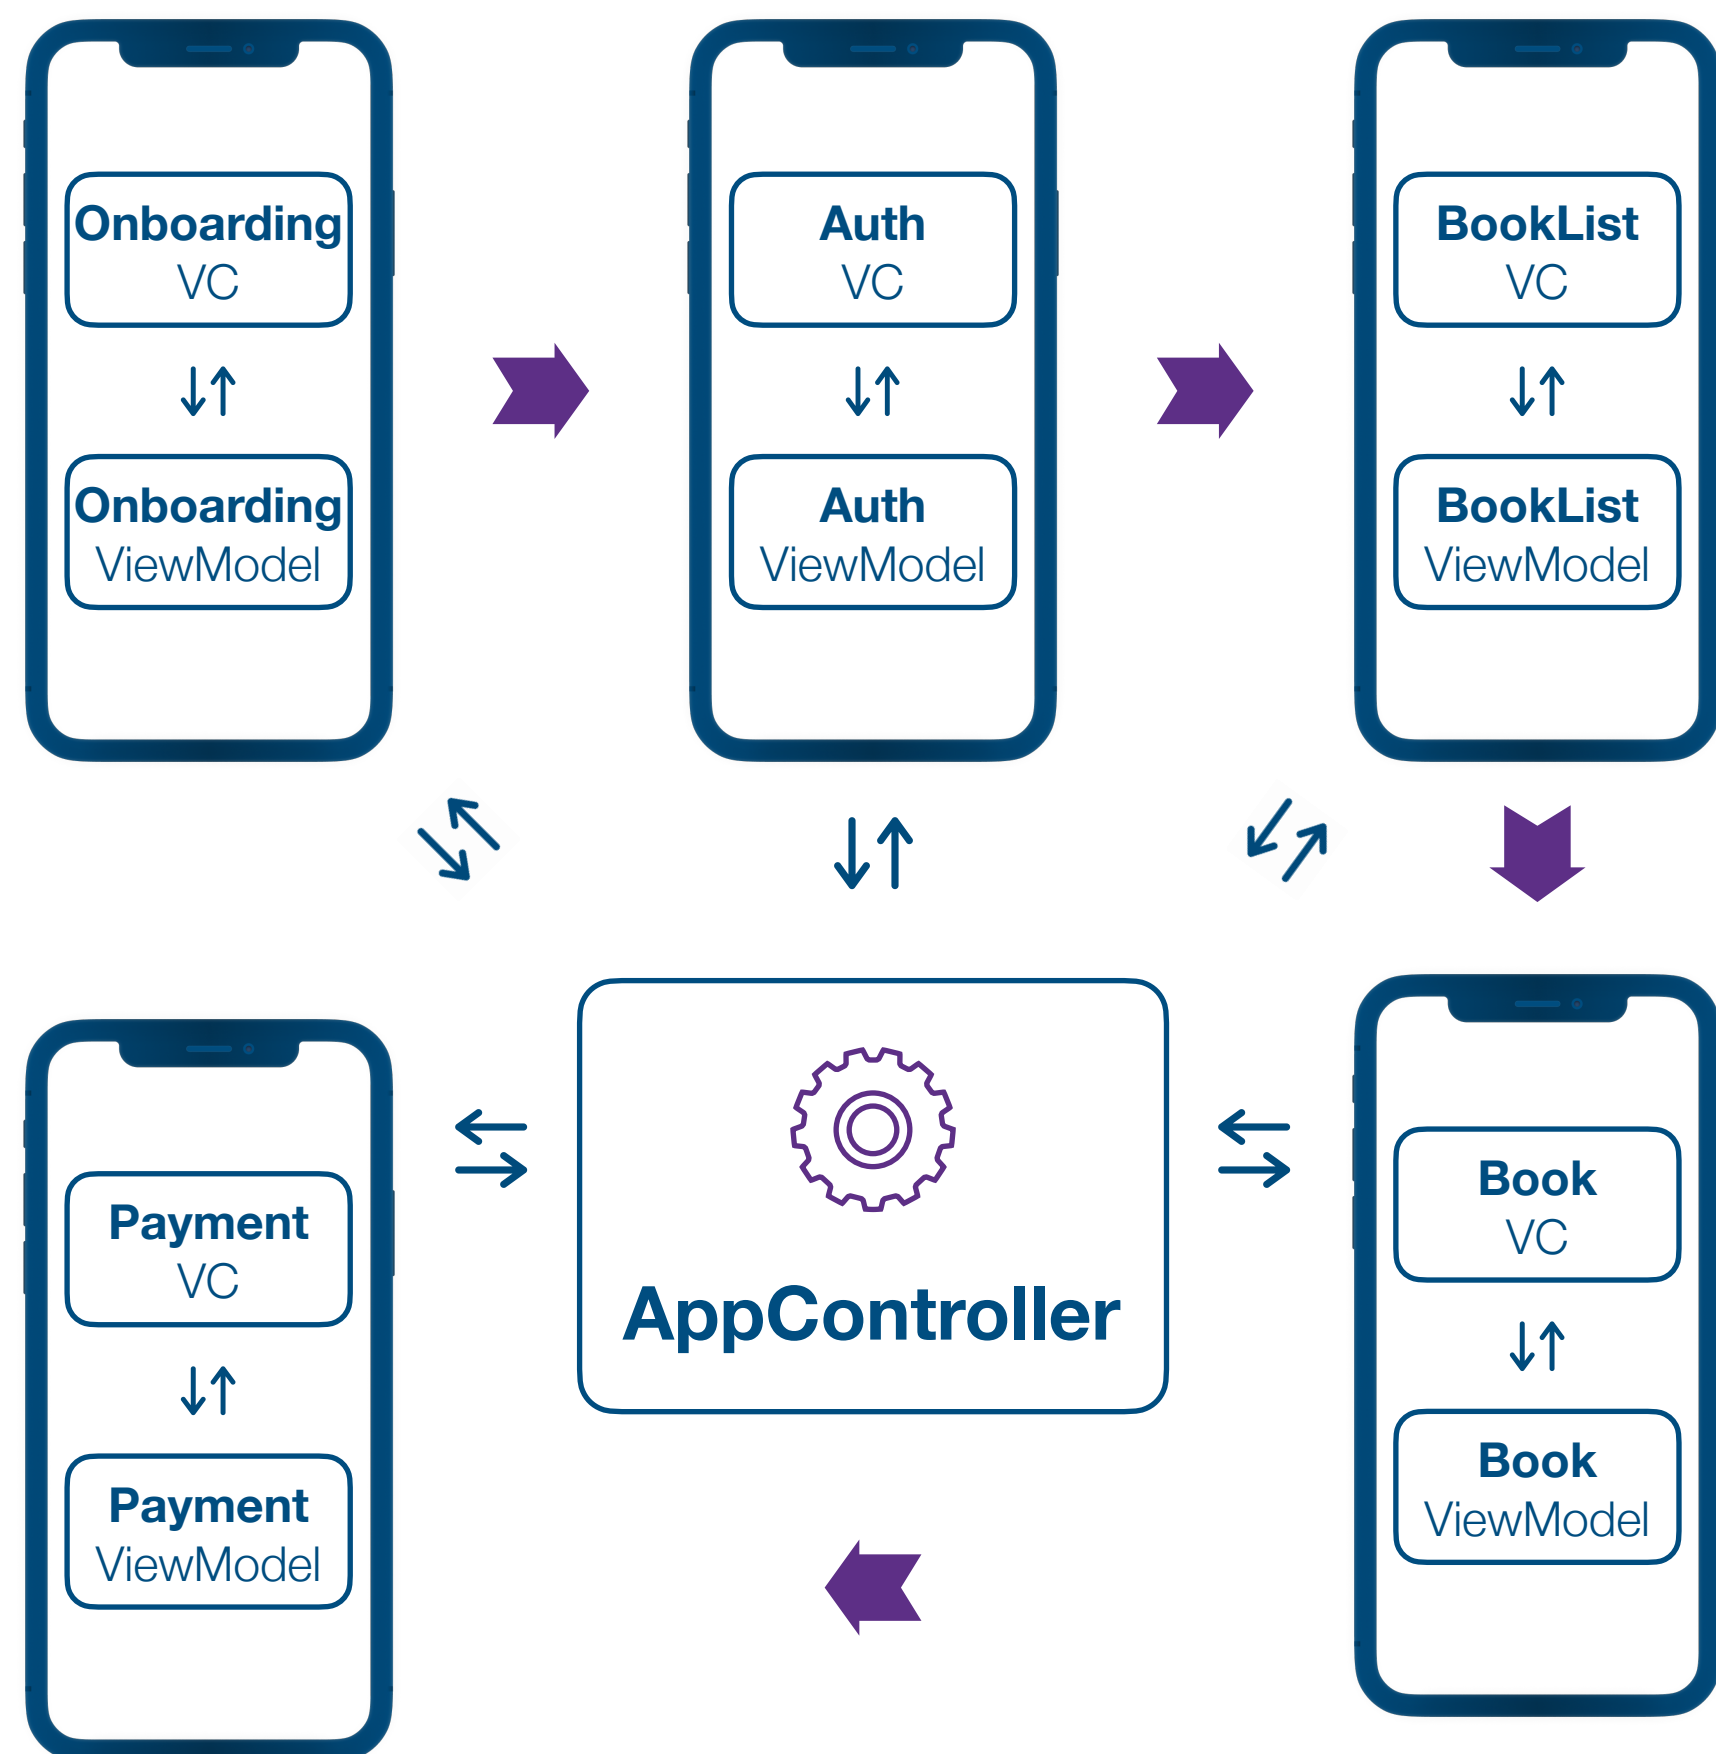 Onboarding
VC
Onboarding
ViewModel
Auth
VC
Auth
ViewModel
BookList
VC
BookList
ViewModel
Payment
VC
Payment
ViewModel
AppController
Book
VC
Book
ViewModel